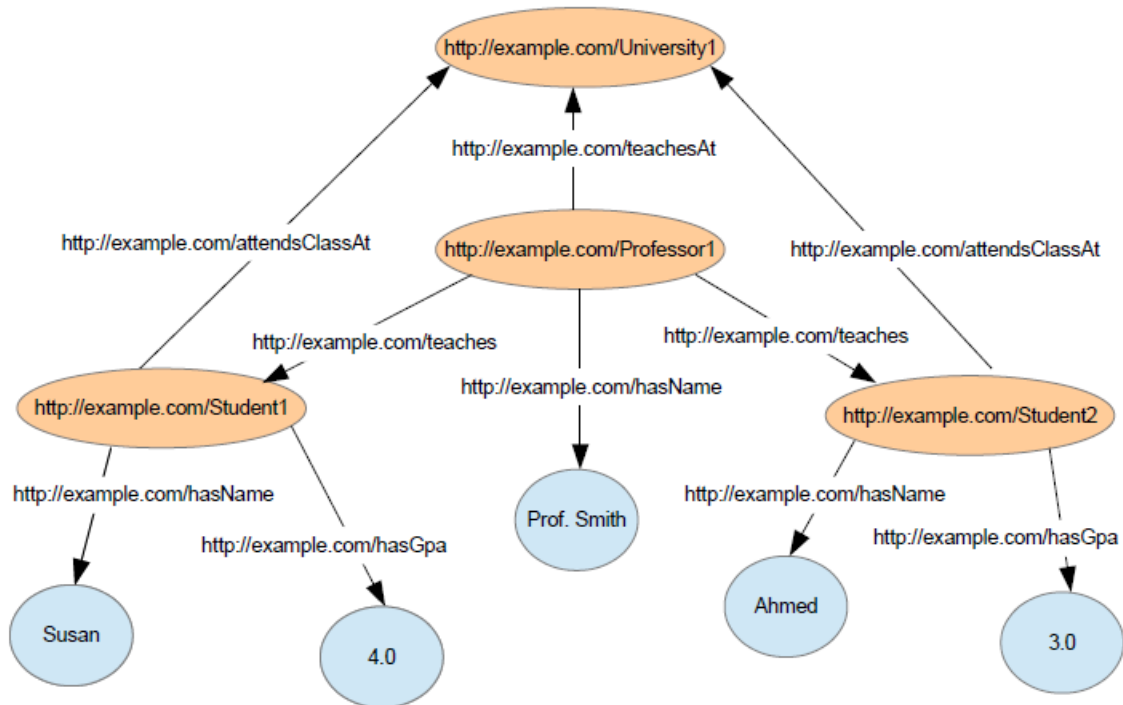 http://example.com/University1
http://example.com/teachesAt
http://example.com/attendsClassAt
http://example.com/Professor1
http://example.com/attendsClassAt
http://example.com/teaches
http://example.com/teaches
http://example.com/hasName
http://example.com/Student1
http://example.com/Student2
http://example.com/hasName
http://example.com/hasName
Prof. Smith
http://example.com/hasGpa
http://example.com/hasGpa
Susan
4.0
Ahmed
3.0